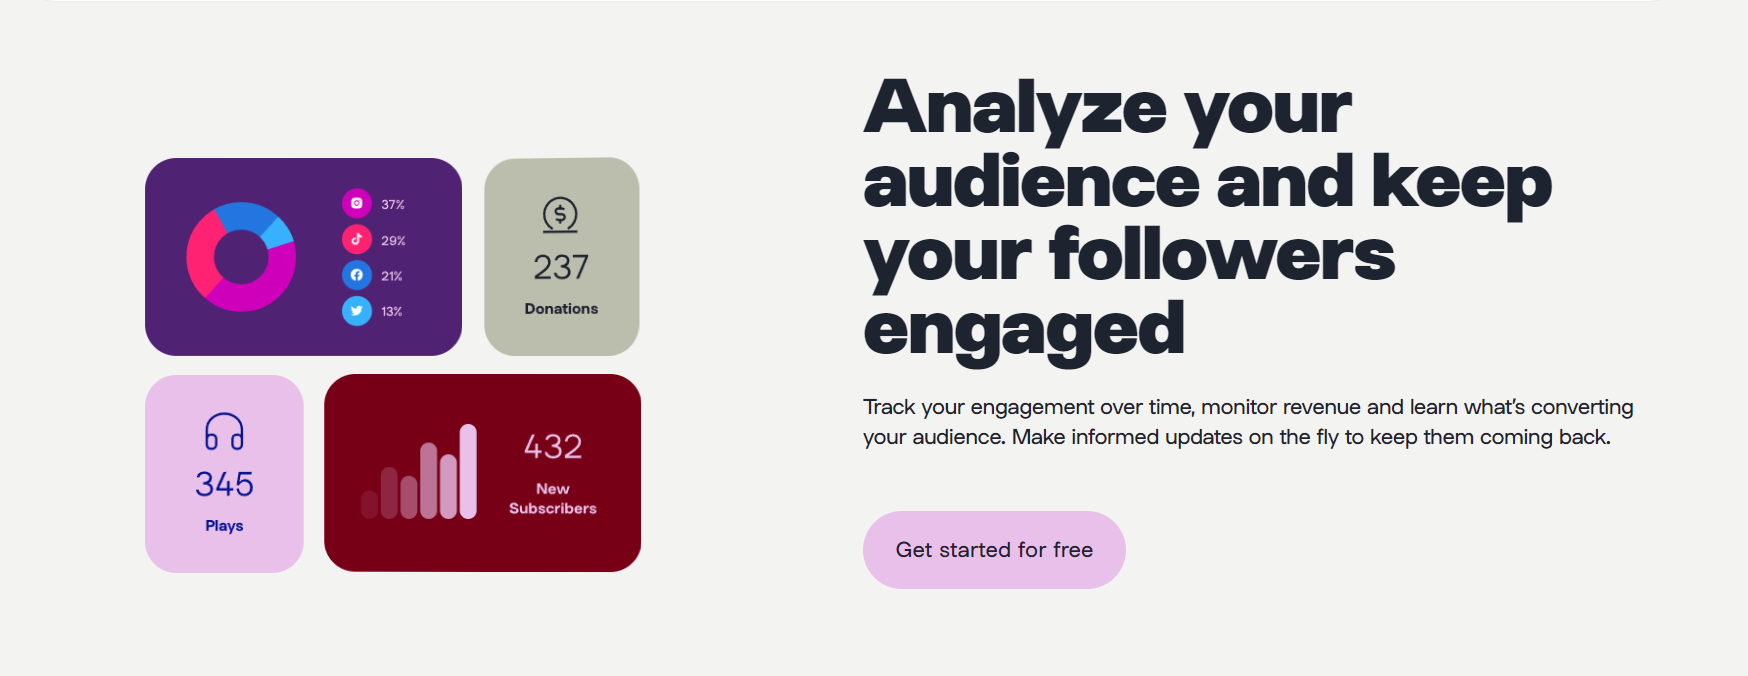 37%
29%
21%
13%
237
Donations
345
Plays
432
New
Subscribers
Analyze your
audience and keep
your followers
engaged
Track your engagement over time, monitor revenue and learn what's converting
your audience. Make informed updates on the fly to keep them coming back.
Get started for free